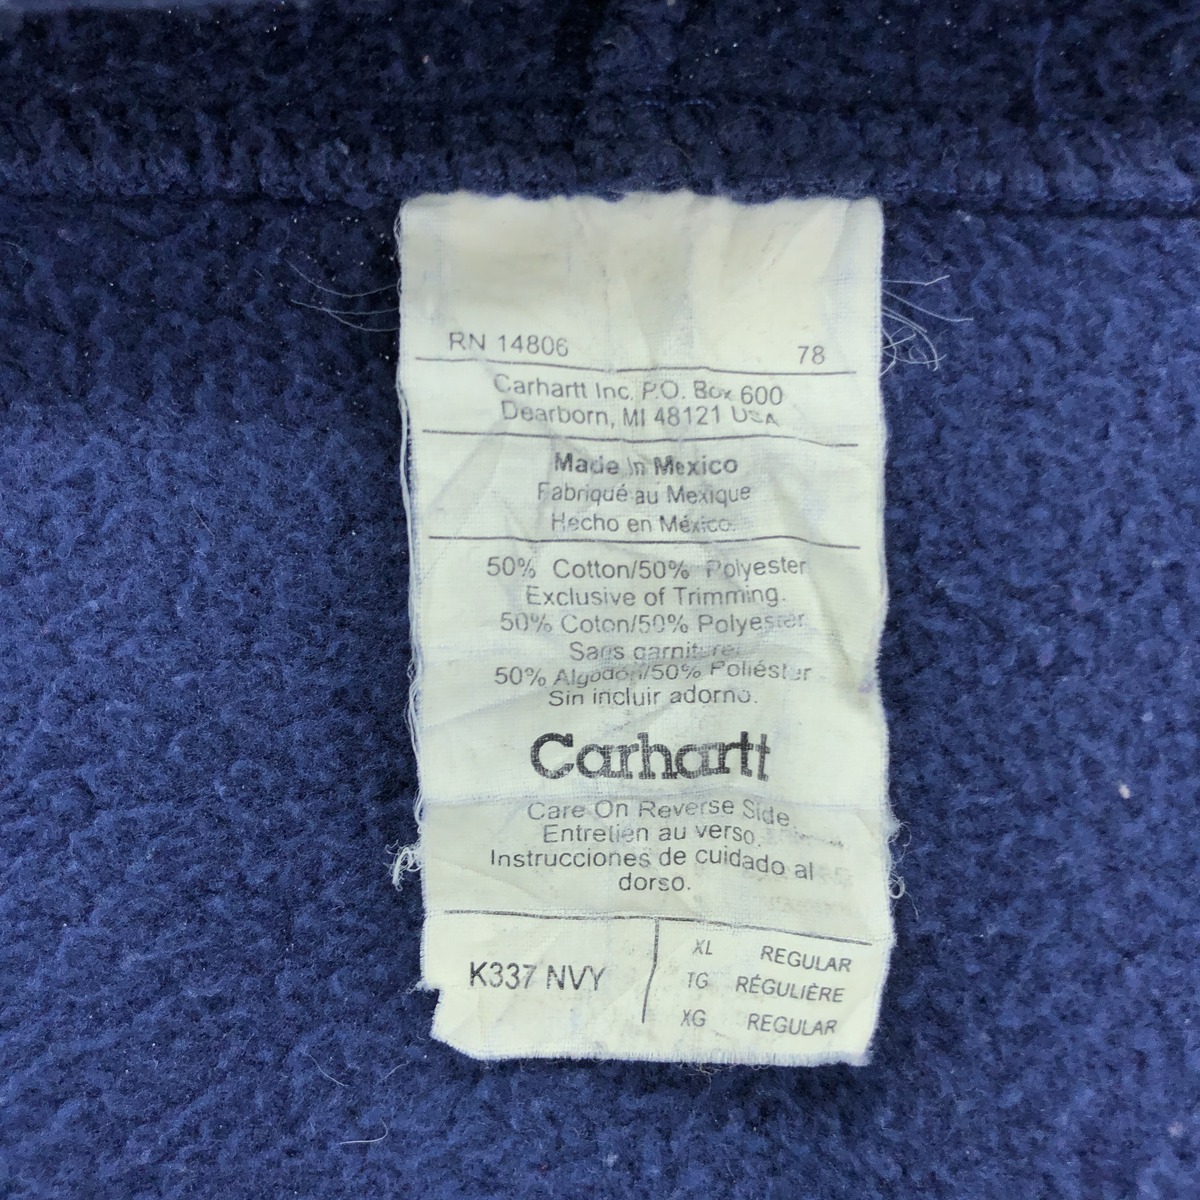 RN 14806 78
Carhartt Inc. P.O. Box 600
Dearborn, MI 48121 USA
Made In Mexico
Fabriqué au Mexique
Hecho en México.
50% Cotton/50% Polyester
Exclusive of Trimming.
50% Coton/50% Polyester
Sans garniture.
50% Algodón/50% Poliéster
Sin incluir adorno.
Carhartt
Care On Reverse Side.
Entretien au verso.
Instrucciones de cuidado al
dorso.
K337 NVY
XL REGULAR
TG RÉGULIÈRE
XG REGULAR